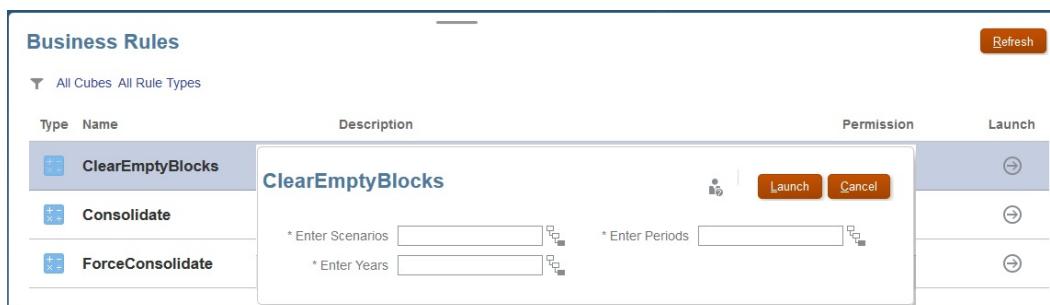 Business Rules
Refresh
All Cubes All Rule Types
Type Name Description Permission Launch
ClearEmptyBlocks
ClearEmptyBlocks
Launch Cancel
Consolidate
* Enter Scenarios * Enter Periods
* Enter Years
ForceConsolidate